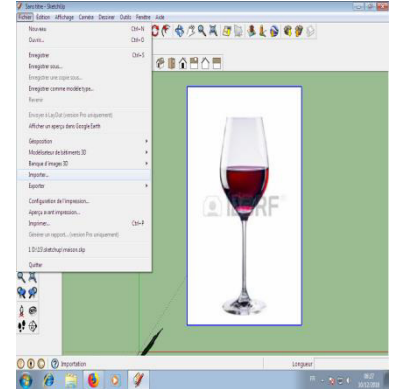 Sans titre - SketchUp
Fichier Édition Affichage Caméra Dessiner Outils Fenêtre Aide
Nouveau Ctrl+N
Ouvrir... Ctrl+O
Enregistrer Ctrl+S
Enregistrer sous...
Enregistrer une copie sous...
Enregistrer comme modèle type...
Revenir
Envoyer à LayOut (version Pro uniquement)
Afficher un aperçu dans Google Earth
Géoposition
Modélisateur de bâtiments 3D
Banque d'images 3D
Importer...
Exporter
Configuration de l'impression...
Aperçu avant impression...
Imprimer... Ctrl+P
Générer un rapport... (version Pro uniquement)
Quitter
Importation
Longueur
FR